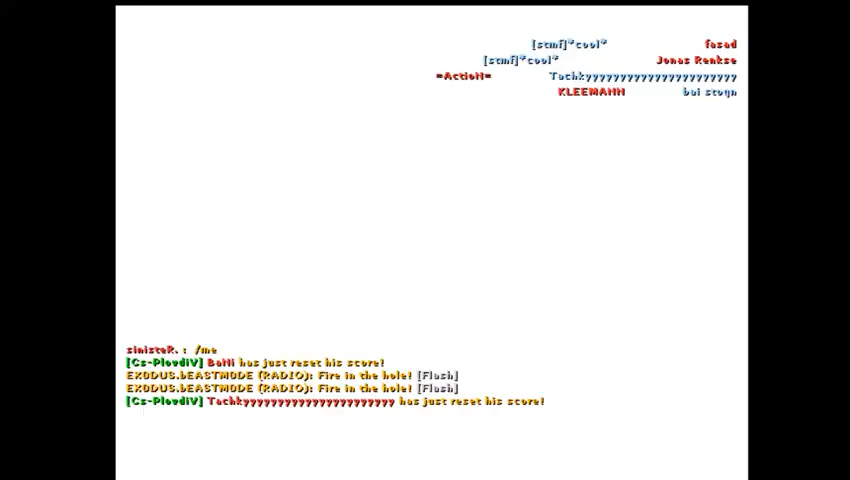 [stmf]*cool* fasad
[stmf]*cool* Jonas Renkse
=ActioN= Tachkyyyyyyyyyyyyyyyyyyyyyy
KLEEMANN bai stoqn
sinisteR. : /me
[Cs-PlovdiV] BaNi has just reset his score!
EXODUS.bEASTMODE (RADIO): Fire in the hole! [Flash]
EXODUS.bEASTMODE (RADIO): Fire in the hole! [Flash]
[Cs-PlovdiV] Tachkyyyyyyyyyyyyyyyyyyyyyy has just reset his score!